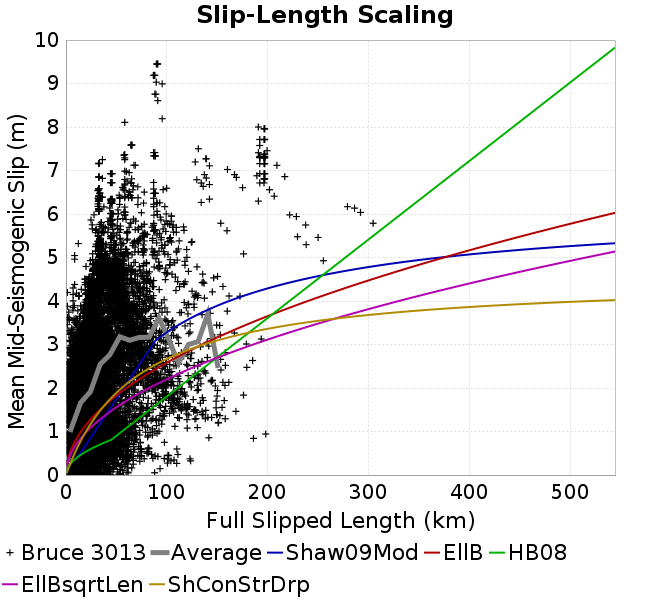 Slip-Length Scaling
Mean Mid-Seismogenic Slip (m)
10
9
8
7
6
5
4
3
2
1
0
0 100 200 300 400 500
Full Slipped Length (km)
Bruce 3013 Average Shaw09Mod EllB HB08
EllBsqrtLen ShConStrDrp